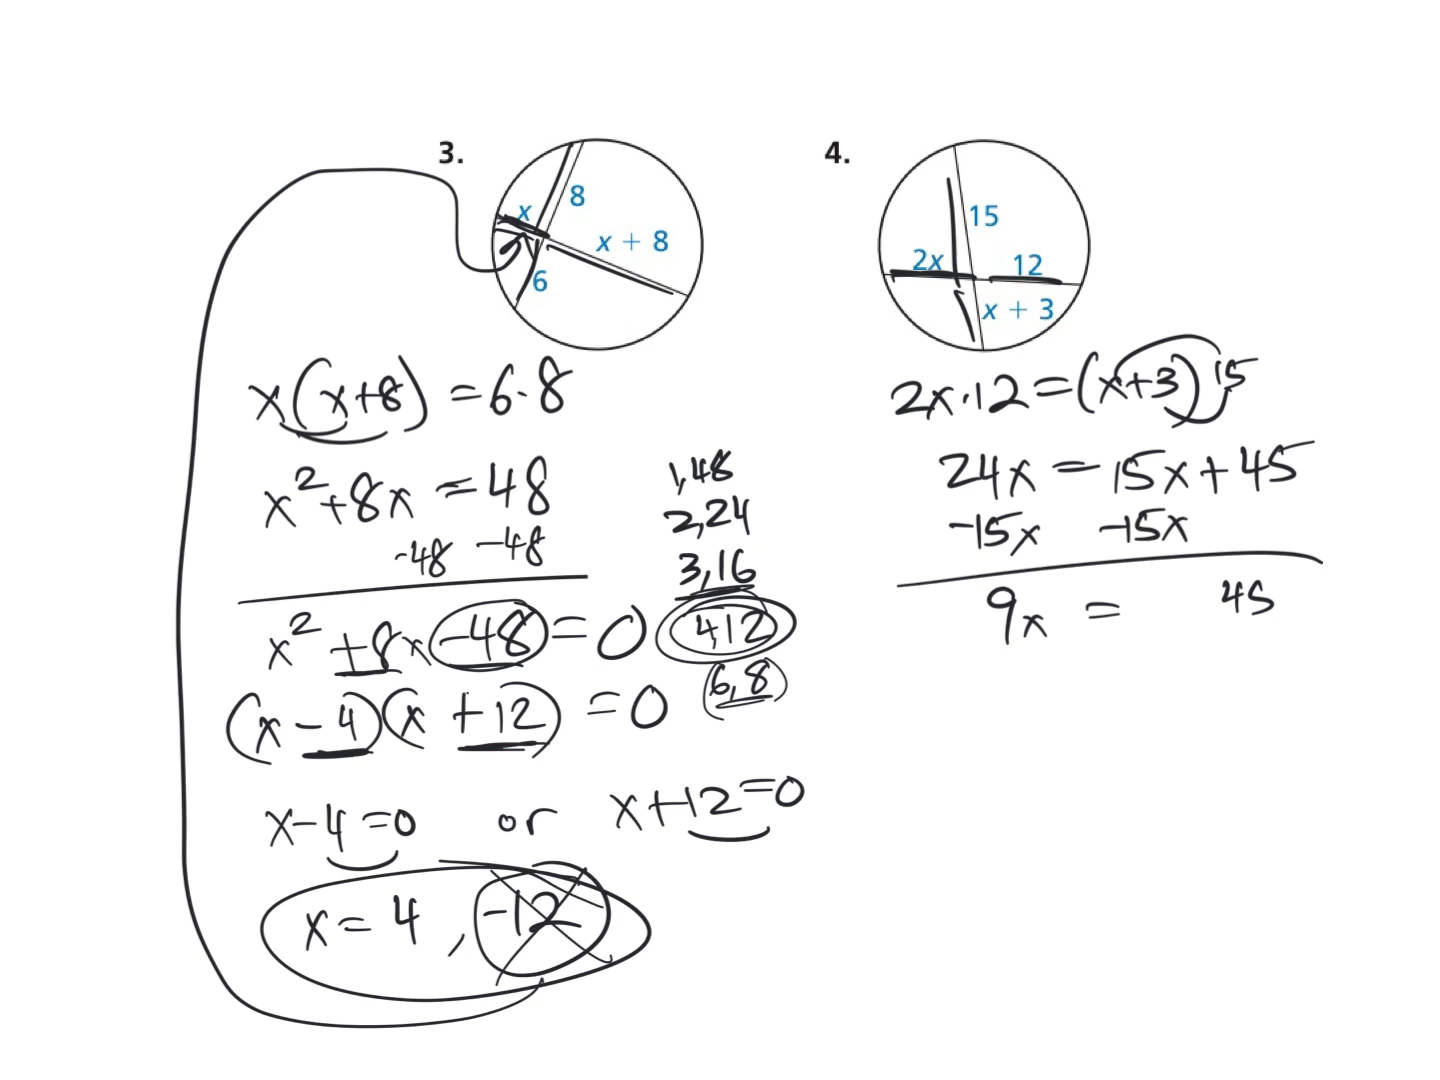 3.
8
x
x + 8
6
x(x+8) = 6·8
x² + 8x = 48
-48 -48
x² +8x -48 = 0
(x - 4)(x + 12) = 0
x - 4 = 0 or x + 12 = 0
x = 4, -12
1,48
2,24
3,16
4,12
6,8
4.
15
2x
12
x + 3
2x·12 = (x+3)15
24x = 15x + 45
-15x -15x
9x = 45